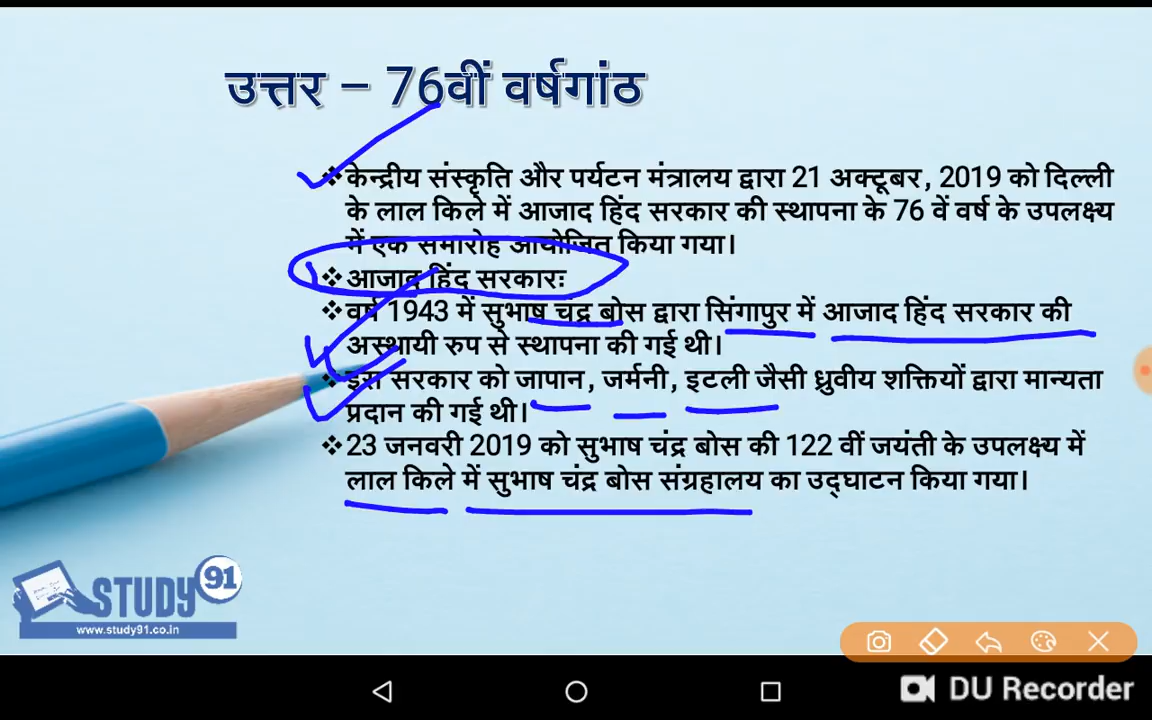 उत्तर – 76वीं वर्षगांठ
❖केन्द्रीय संस्कृति और पर्यटन मंत्रालय द्वारा 21 अक्टूबर, 2019 को दिल्ली
के लाल किले में आजाद हिंद सरकार की स्थापना के 76 वें वर्ष के उपलक्ष्य
में एक समारोह आयोजित किया गया।
❖आजाद हिंद सरकारः
❖वर्ष 1943 में सुभाष चंद्र बोस द्वारा सिंगापुर में आजाद हिंद सरकार की
अस्थायी रुप से स्थापना की गई थी।
❖इस सरकार को जापान, जर्मनी, इटली जैसी ध्रुवीय शक्तियों द्वारा मान्यता
प्रदान की गई थी।
❖23 जनवरी 2019 को सुभाष चंद्र बोस की 122 वीं जयंती के उपलक्ष्य में
लाल किले में सुभाष चंद्र बोस संग्रहालय का उद्घाटन किया गया।
STUDY 91
www.study91.co.in
DU Recorder